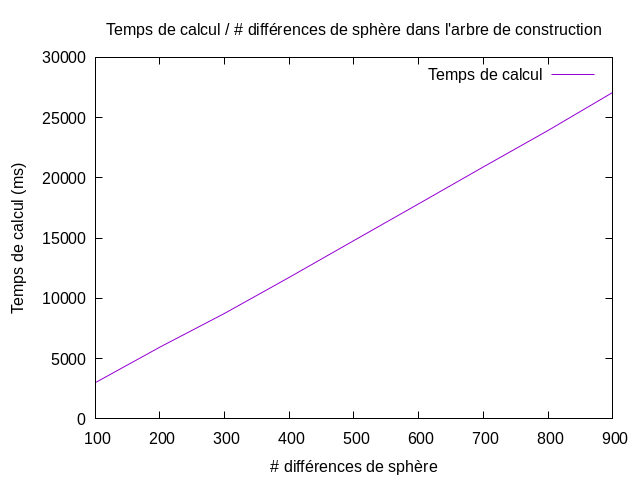 Temps de calcul / # différences de sphère dans l'arbre de construction
30000
Temps de calcul
25000
20000
15000
10000
5000
0
Temps de calcul (ms)
100 200 300 400 500 600 700 800 900
# différences de sphère